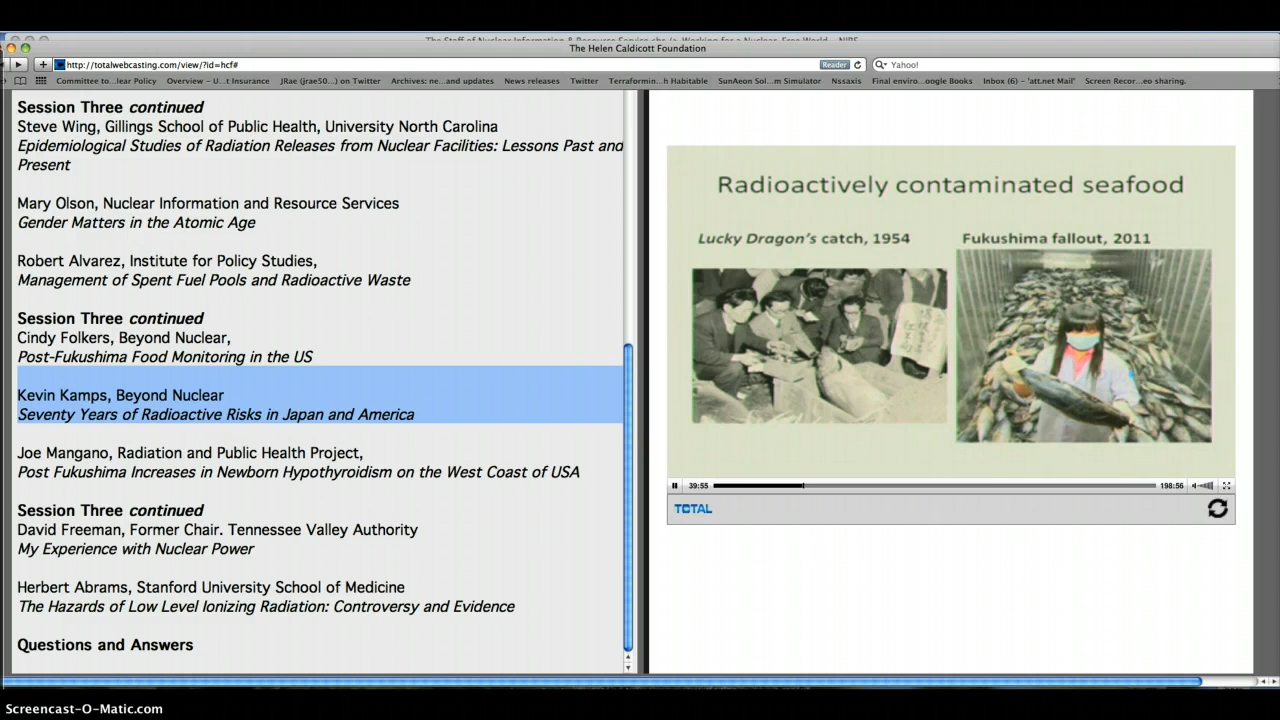 The Helen Caldicott Foundation
http://totalwebcasting.com/view/?id=hcf#
Reader
Yahoo!
Committee to...lear Policy
Overview – U...t Insurance
JRae (jrae50...) on Twitter
Archives: ne...and updates
News releases
Twitter
Terraformin...h Habitable
SunAeon Sol...m Simulator
Nssaxis
Final enviro...oogle Books
Inbox (6) – 'att.net Mail'
Screen Recor...eo sharing.
Session Three continued
Steve Wing, Gillings School of Public Health, University North Carolina
Epidemiological Studies of Radiation Releases from Nuclear Facilities: Lessons Past and
Present
Mary Olson, Nuclear Information and Resource Services
Gender Matters in the Atomic Age
Robert Alvarez, Institute for Policy Studies,
Management of Spent Fuel Pools and Radioactive Waste
Session Three continued
Cindy Folkers, Beyond Nuclear,
Post-Fukushima Food Monitoring in the US
Kevin Kamps, Beyond Nuclear
Seventy Years of Radioactive Risks in Japan and America
Joe Mangano, Radiation and Public Health Project,
Post Fukushima Increases in Newborn Hypothyroidism on the West Coast of USA
Session Three continued
David Freeman, Former Chair. Tennessee Valley Authority
My Experience with Nuclear Power
Herbert Abrams, Stanford University School of Medicine
The Hazards of Low Level Ionizing Radiation: Controversy and Evidence
Questions and Answers
Radioactively contaminated seafood
Lucky Dragon's catch, 1954
Fukushima fallout, 2011
39:55
198:56
TOTAL
Screencast-O-Matic.com